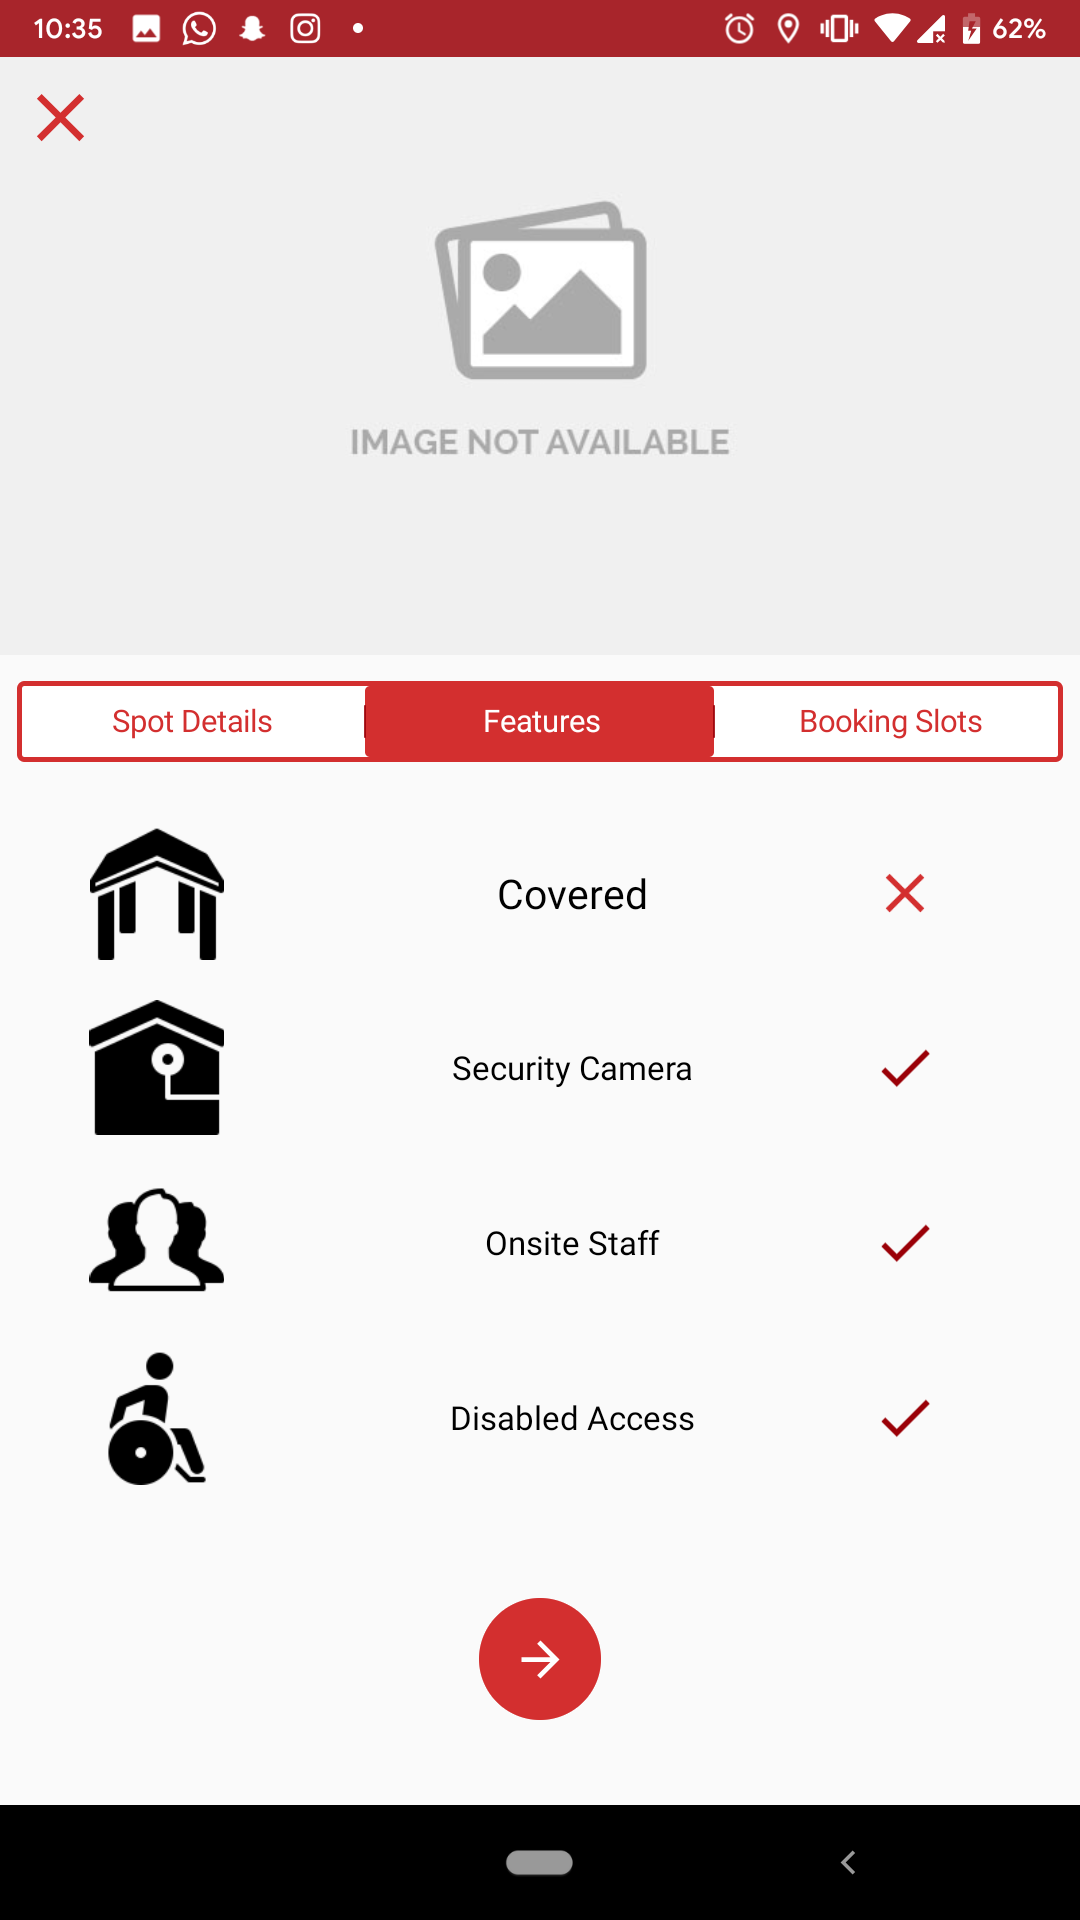 10:35 62%
IMAGE NOT AVAILABLE
Spot Details Features Booking Slots
Covered
Security Camera
Onsite Staff
Disabled Access